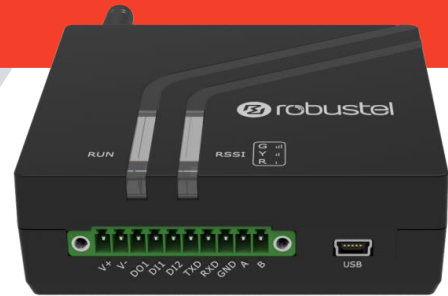 robustel
RUN
RSSI
G
Y
R
V+ V- DO1 DI1 DI2 TXD RXD GND A B
USB